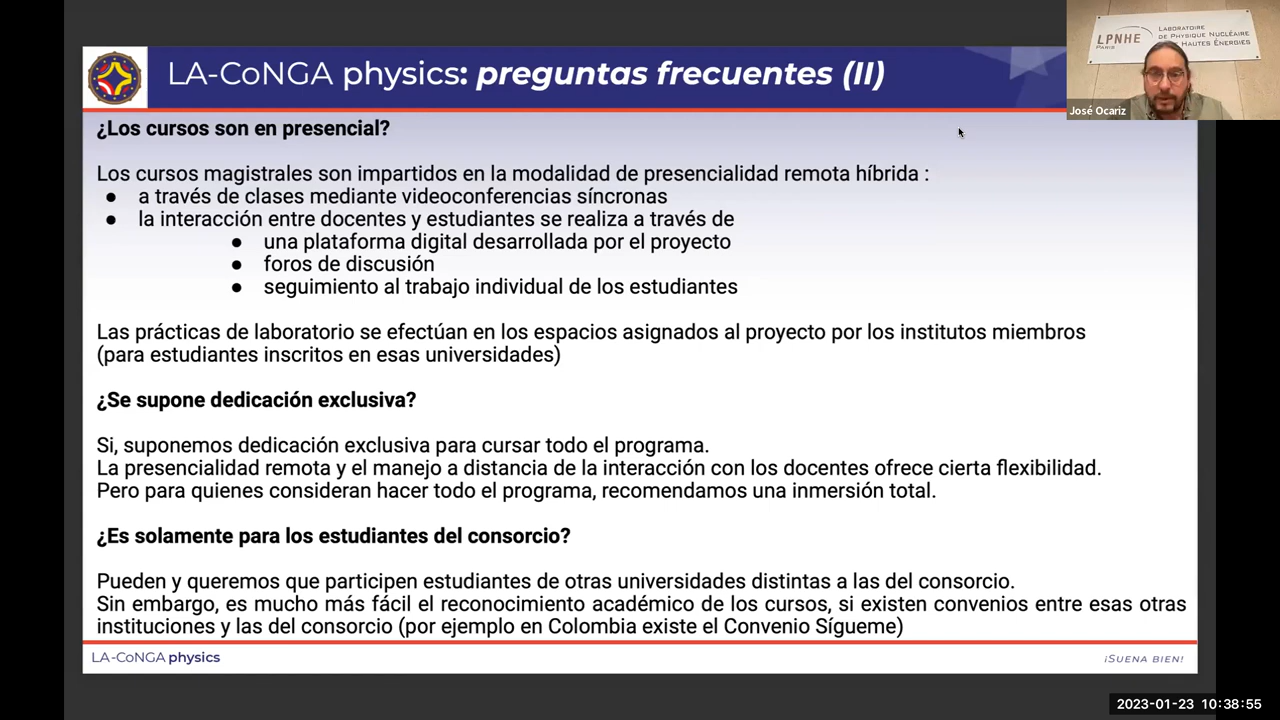 LA-CoNGA physics: preguntas frecuentes (II)
LPNHE
PARIS
LABORATOIRE
DE PHYSIQUE NUCLÉAIRE
HAUTES ÉNERGIES
José Ocariz
¿Los cursos son en presencial?
Los cursos magistrales son impartidos en la modalidad de presencialidad remota híbrida :
● a través de clases mediante videoconferencias síncronas
● la interacción entre docentes y estudiantes se realiza a través de
● una plataforma digital desarrollada por el proyecto
● foros de discusión
● seguimiento al trabajo individual de los estudiantes
Las prácticas de laboratorio se efectúan en los espacios asignados al proyecto por los institutos miembros
(para estudiantes inscritos en esas universidades)
¿Se supone dedicación exclusiva?
Si, suponemos dedicación exclusiva para cursar todo el programa.
La presencialidad remota y el manejo a distancia de la interacción con los docentes ofrece cierta flexibilidad.
Pero para quienes consideran hacer todo el programa, recomendamos una inmersión total.
¿Es solamente para los estudiantes del consorcio?
Pueden y queremos que participen estudiantes de otras universidades distintas a las del consorcio.
Sin embargo, es mucho más fácil el reconocimiento académico de los cursos, si existen convenios entre esas otras
instituciones y las del consorcio (por ejemplo en Colombia existe el Convenio Sígueme)
LA-CoNGA physics
¡SUENA BIEN!
2023-01-23 10:38:55